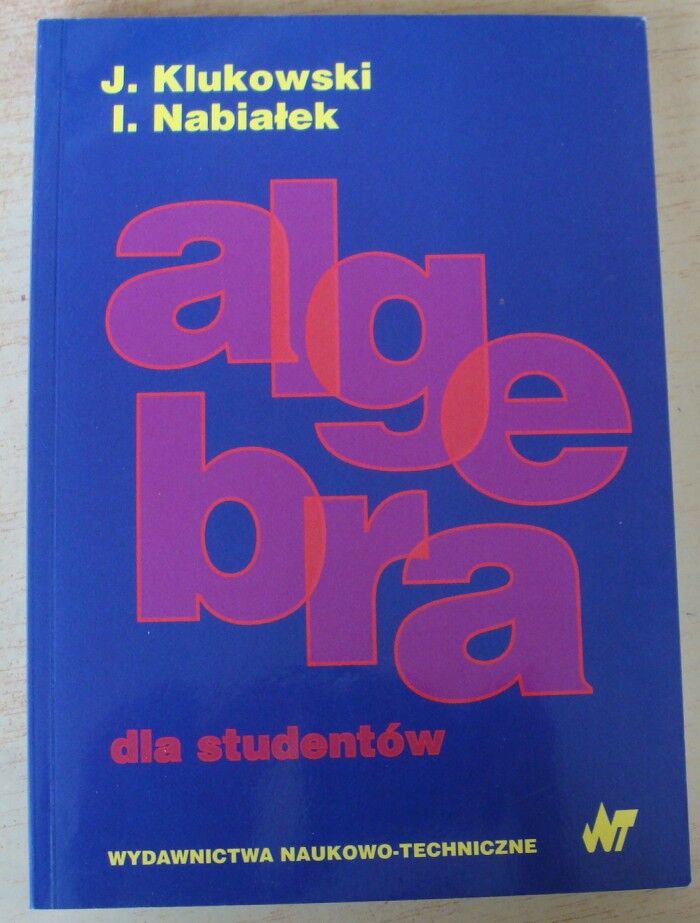 J. Klukowski
I. Nabiałek
alge
bra
dla studentów
WYDAWNICTWA NAUKOWO-TECHNICZNE
WNT